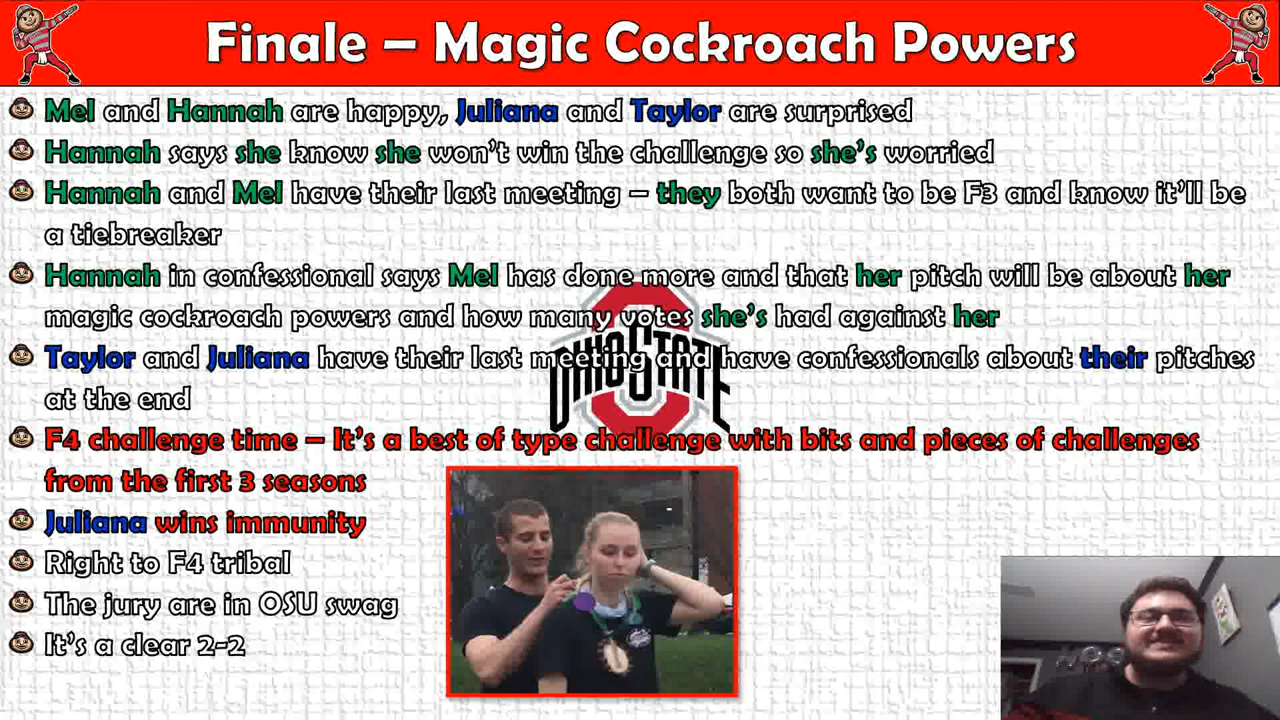 Finale – Magic Cockroach Powers
Mel and Hannah are happy, Juliana and Taylor are surprised
Hannah says she know she won't win the challenge so she's worried
Hannah and Mel have their last meeting – they both want to be F3 and know it'll be
a tiebreaker
Hannah in confessional says Mel has done more and that her pitch will be about her
magic cockroach powers and how many votes she's had against her
Taylor and Juliana have their last meeting and have confessionals about their pitches
at the end
OHIO STATE
F4 challenge time – It's a best of type challenge with bits and pieces of challenges
from the first 3 seasons
Juliana wins immunity
Right to F4 tribal
The jury are in OSU swag
It's a clear 2-2